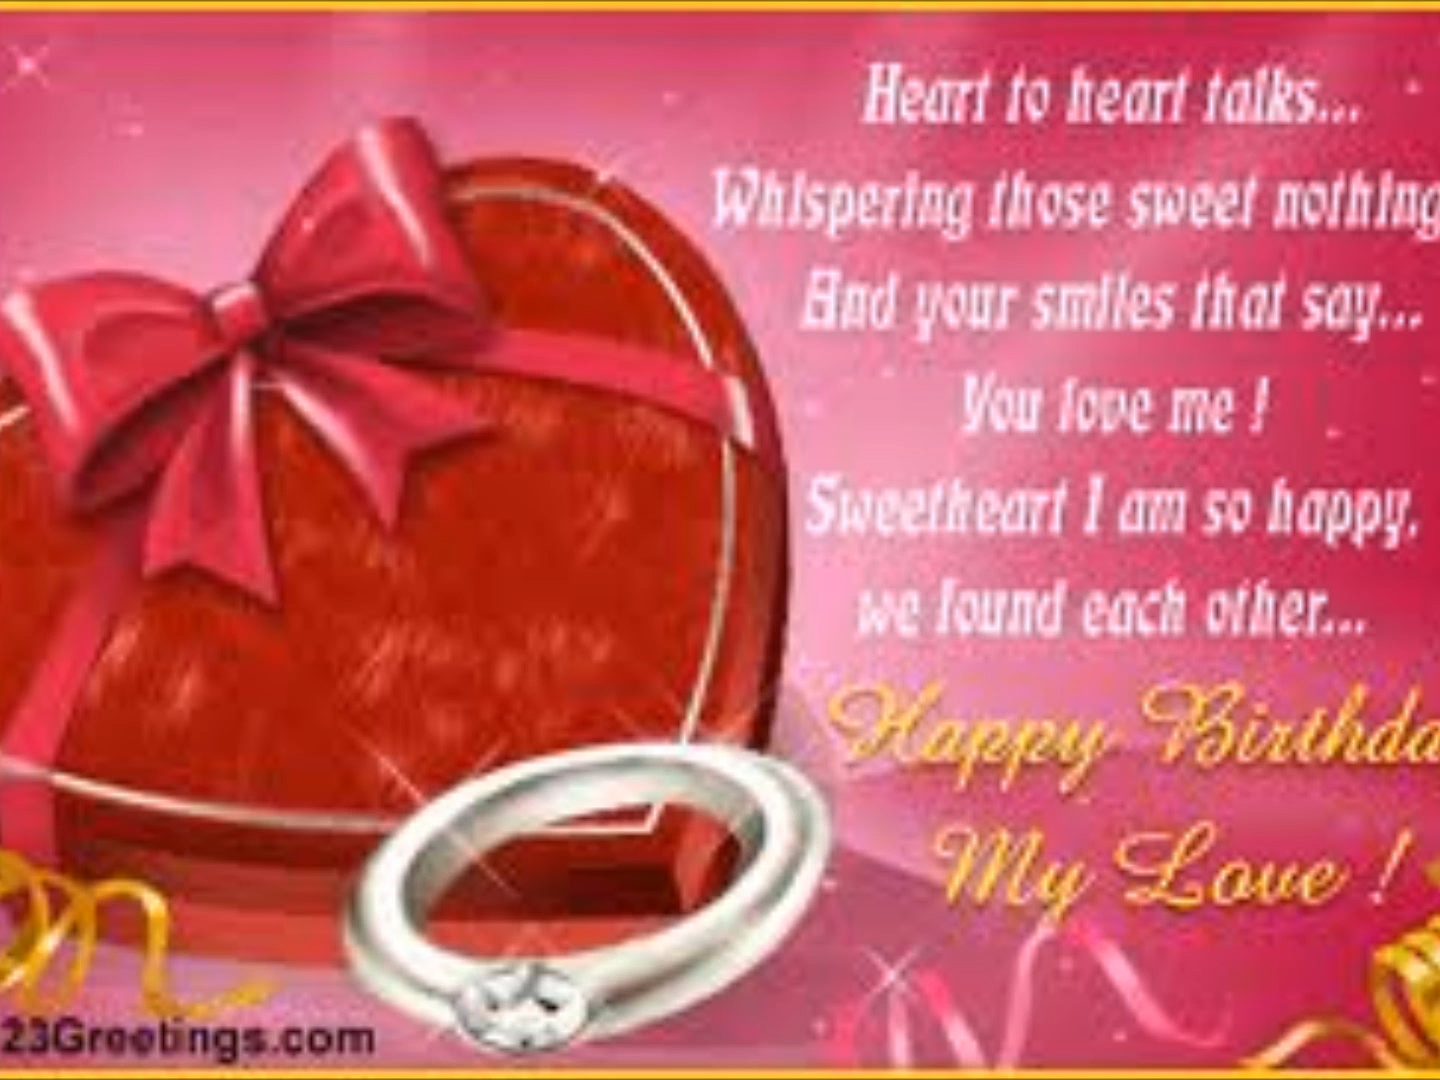 Heart to heart talks...
Whispering those sweet nothing
And your smiles that say...
You love me !
Sweetheart I am so happy,
we found each other...
Happy Birthda
My Love !
23Greetings.com